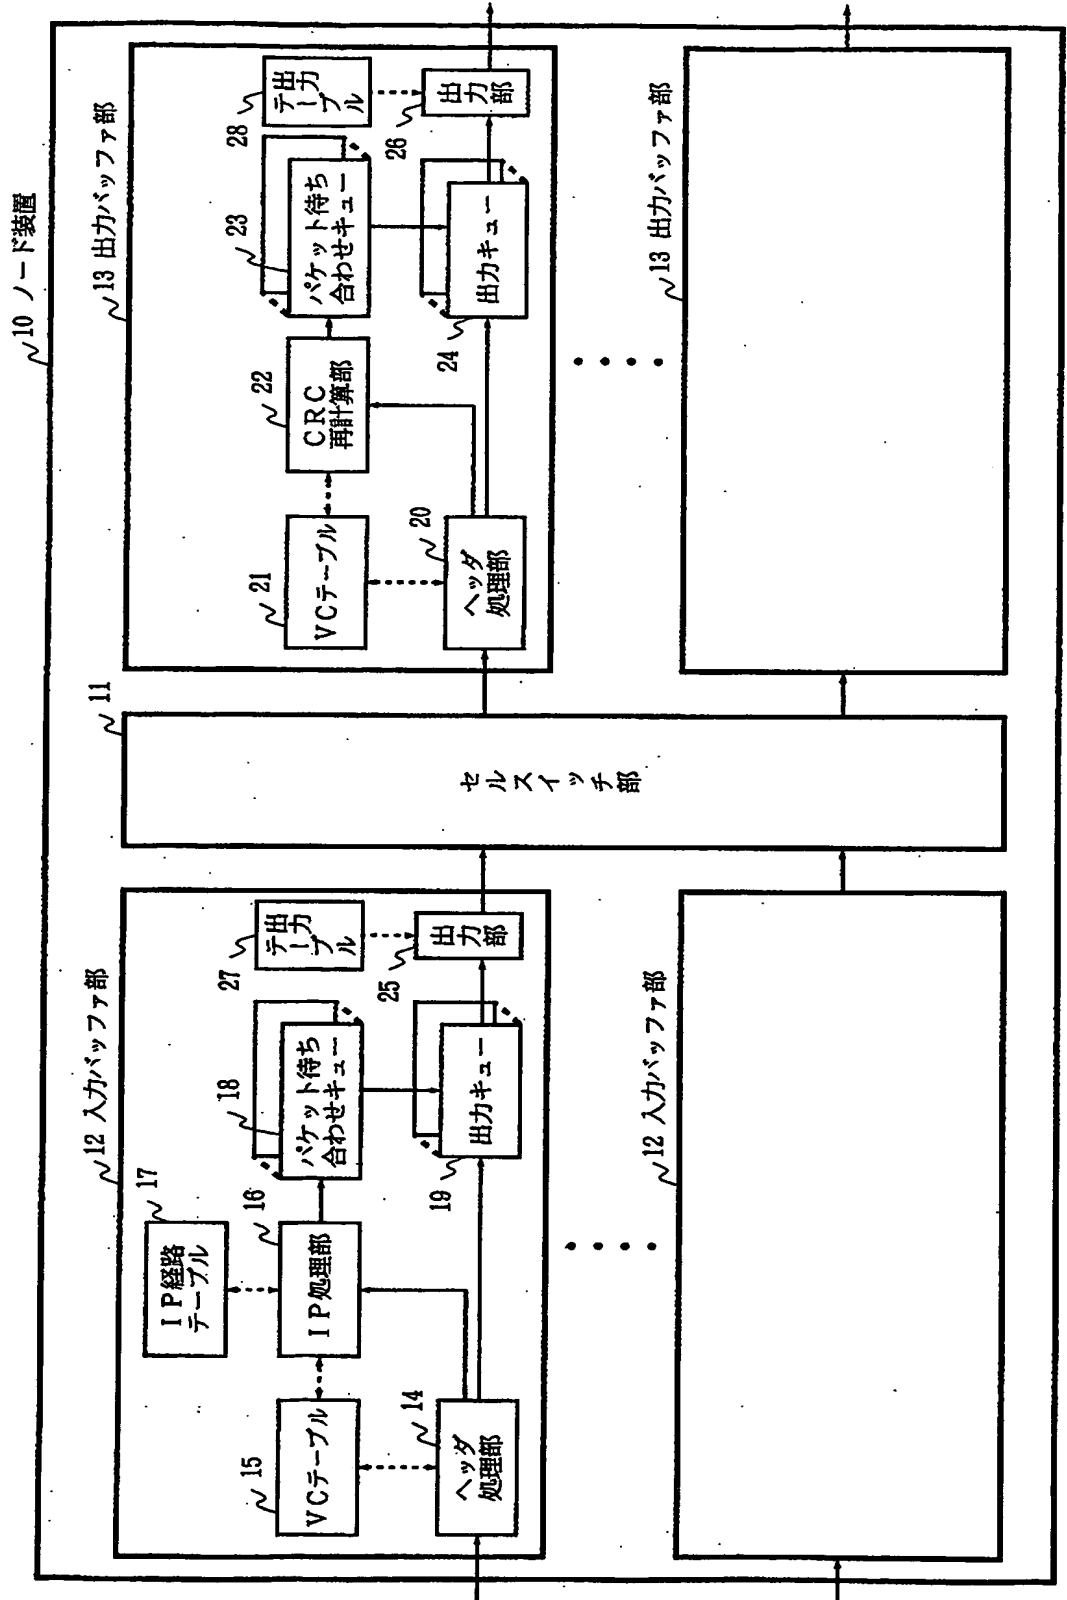 10 ノード装置
12 入力バッファ部
17
IP経路
テーブル
15
VCテーブル
16
IP処理部
18
パケット待ち
合わせキュー
27
出力
テーブル
14
ヘッダ
処理部
19
出力キュー
25
出力部
12 入力バッファ部
11
セルスイッチ部
13 出力バッファ部
21
VCテーブル
22
CRC
再計算部
23
パケット待ち
合わせキュー
28
出力
テーブル
20
ヘッダ
処理部
24
出力キュー
26
出力部
13 出力バッファ部